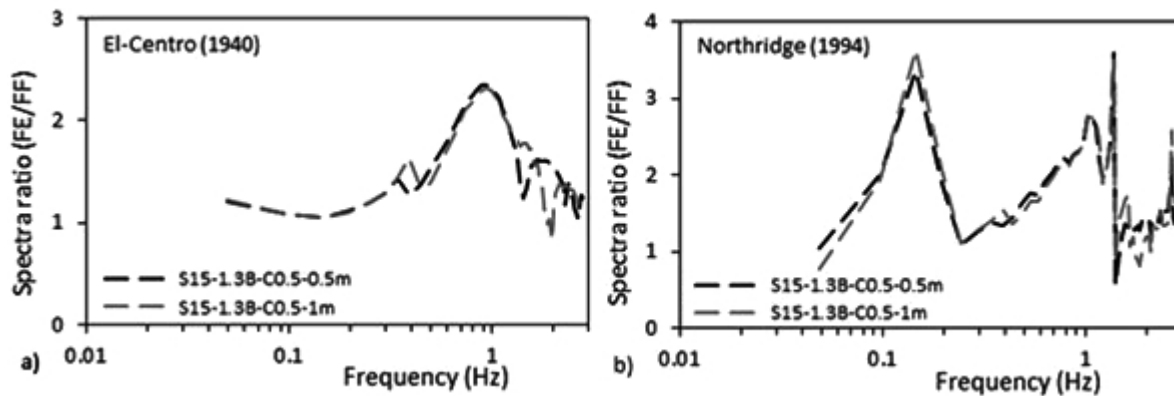 3
El-Centro (1940)
2
1
0
Spectra ratio (FE/FF)
S15-1.3B-C0.5-0.5m
S15-1.3B-C0.5-1m
0.01
0.1
1
a)
Frequency (Hz)
4
Northridge (1994)
3
2
1
0
Spectra ratio (FE/FF)
S15-1.3B-C0.5-0.5m
S15-1.3B-C0.5-1m
0.01
0.1
1
b)
Frequency (Hz)